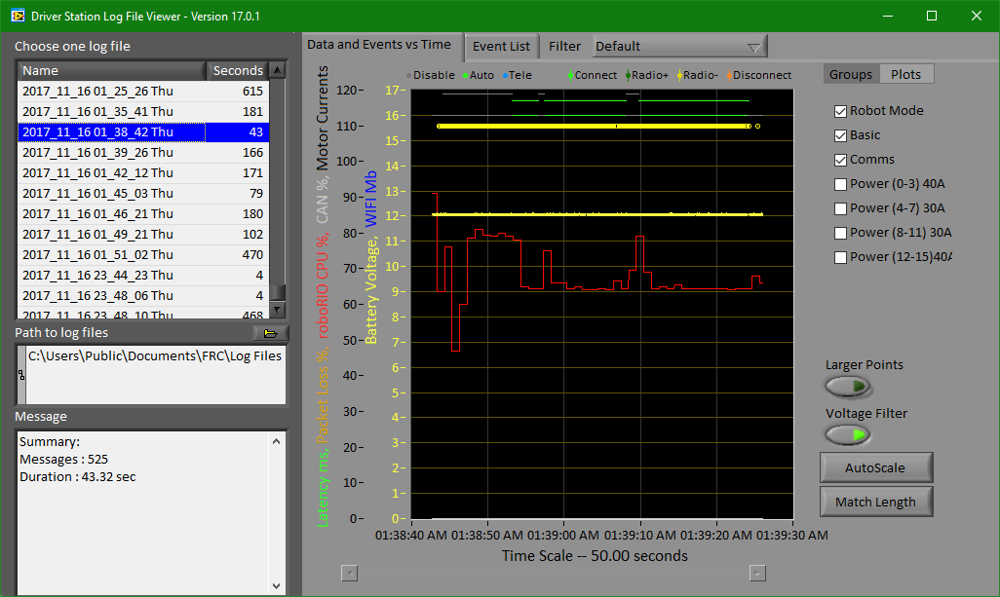 Driver Station Log File Viewer - Version 17.0.1
Choose one log file
Name Seconds
2017_11_16 01_25_26 Thu 615
2017_11_16 01_35_41 Thu 181
2017_11_16 01_38_42 Thu 43
2017_11_16 01_39_26 Thu 166
2017_11_16 01_42_12 Thu 171
2017_11_16 01_45_03 Thu 79
2017_11_16 01_46_21 Thu 180
2017_11_16 01_49_21 Thu 102
2017_11_16 01_51_02 Thu 470
2017_11_16 23_44_23 Thu 4
2017_11_16 23_48_06 Thu 4
2017_11_16 23_48_10 Thu 468
Path to log files
C:\Users\Public\Documents\FRC\Log Files
Message
Summary:
Messages : 525
Duration : 43.32 sec
Data and Events vs Time Event List Filter Default
Disable Auto Tele Connect Radio+ Radio- Disconnect
Latency ms, Packet Loss %, roboRIO CPU %, CAN %, Motor Currents
Battery Voltage, WIFI Mb
120-
110-
100-
90-
80-
70-
60-
50-
40-
30-
20-
10-
0-
17-
16-
15-
14-
13-
12-
11-
10-
9-
8-
7-
6-
5-
4-
3-
2-
1-
0-
01:38:40 AM 01:38:50 AM 01:39:00 AM 01:39:10 AM 01:39:20 AM 01:39:30 AM
Time Scale -- 50.00 seconds
Groups Plots
Robot Mode
Basic
Comms
Power (0-3) 40A
Power (4-7) 30A
Power (8-11) 30A
Power (12-15)40A
Larger Points
Voltage Filter
AutoScale
Match Length